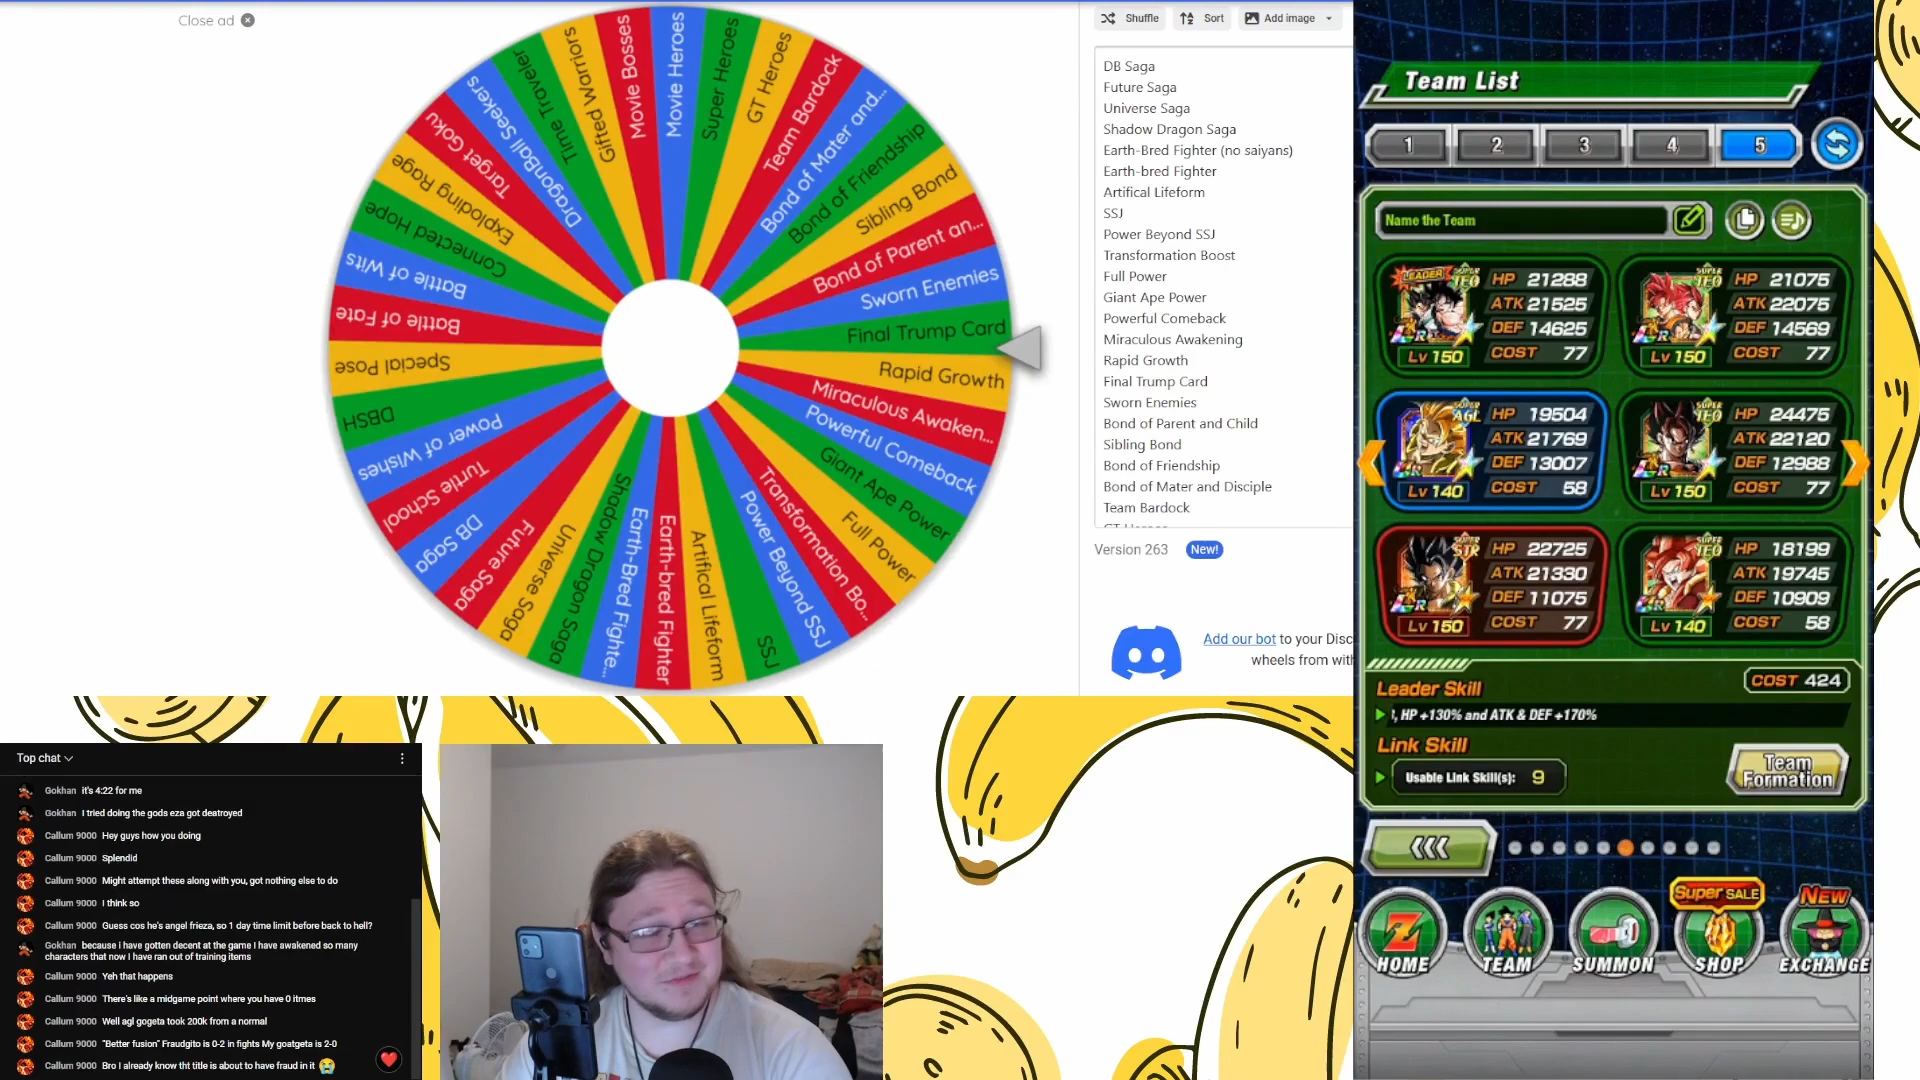 Close ad
Movie Heroes
Super Heroes
GT Heroes
Team Bardock
Bond of Mater and...
Bond of Friendship
Sibling Bond
Bond of Parent an...
Sworn Enemies
Final Trump Card
Rapid Growth
Miraculous Awaken...
Powerful Comeback
Giant Ape Power
Full Power
Transformation Bo...
Power Beyond SSJ
SSJ
Artifical Lifeform
Earth-bred Fighter
Earth-Bred Fighte...
Shadow Dragon Saga
Universe Saga
Future Saga
DB Saga
Turtle School
Power of Wishes
DBSH
Special Pose
Battle of Fate
Battle of Wits
Connected Hope
Exploding Rage
Target Goku
DragonBall Seekers
Time Traveler
Gifted Warriors
Movie Bosses
Shuffle
Sort
Add image
DB Saga
Future Saga
Universe Saga
Shadow Dragon Saga
Earth-Bred Fighter (no saiyans)
Earth-bred Fighter
Artifical Lifeform
SSJ
Power Beyond SSJ
Transformation Boost
Full Power
Giant Ape Power
Powerful Comeback
Miraculous Awakening
Rapid Growth
Final Trump Card
Sworn Enemies
Bond of Parent and Child
Sibling Bond
Bond of Friendship
Bond of Mater and Disciple
Team Bardock
GT Heroes
Version 263 New!
Add our bot to your Disc
wheels from wit
Team List
1 2 3 4 5
Name the Team
LEADER SUPER TEQ HP 21288
ATK 21525
DEF 14625
Lv 150 COST 77
SUPER TEQ HP 21075
ATK 22075
DEF 14569
Lv 150 COST 77
SUPER AGL HP 19504
ATK 21769
DEF 13007
Lv 140 COST 58
SUPER TEQ HP 24475
ATK 22120
DEF 12988
Lv 150 COST 77
SUPER STR HP 22725
ATK 21330
DEF 11075
Lv 150 COST 77
SUPER TEQ HP 18199
ATK 19745
DEF 10909
Lv 140 COST 58
Leader Skill
COST 424
, HP +130% and ATK & DEF +170%
Link Skill
Usable Link Skill(s): 9
Team
Formation
Super SALE
NEW
HOME
TEAM
SUMMON
SHOP
EXCHANGE
Top chat
Gokhan it's 4:22 for me
Gokhan I tried doing the gods eza got destroyed
Callum 9000 Hey guys how you doing
Callum 9000 Splendid
Callum 9000 Might attempt these along with you, got nothing else to do
Callum 9000 I think so
Callum 9000 Guess cos he's angel frieza, so 1 day time limit before back to hell?
Gokhan because i have gotten decent at the game I have awakened so many
characters that now I have ran out of training items
Callum 9000 Yeh that happens
Callum 9000 There's like a midgame point where you have 0 itmes
Callum 9000 Well agl gogeta took 200k from a normal
Callum 9000 "Better fusion" Fraudgito is 0-2 in fights My goatgeta is 2-0
Callum 9000 Bro I already know tht title is about to have fraud in it 😭